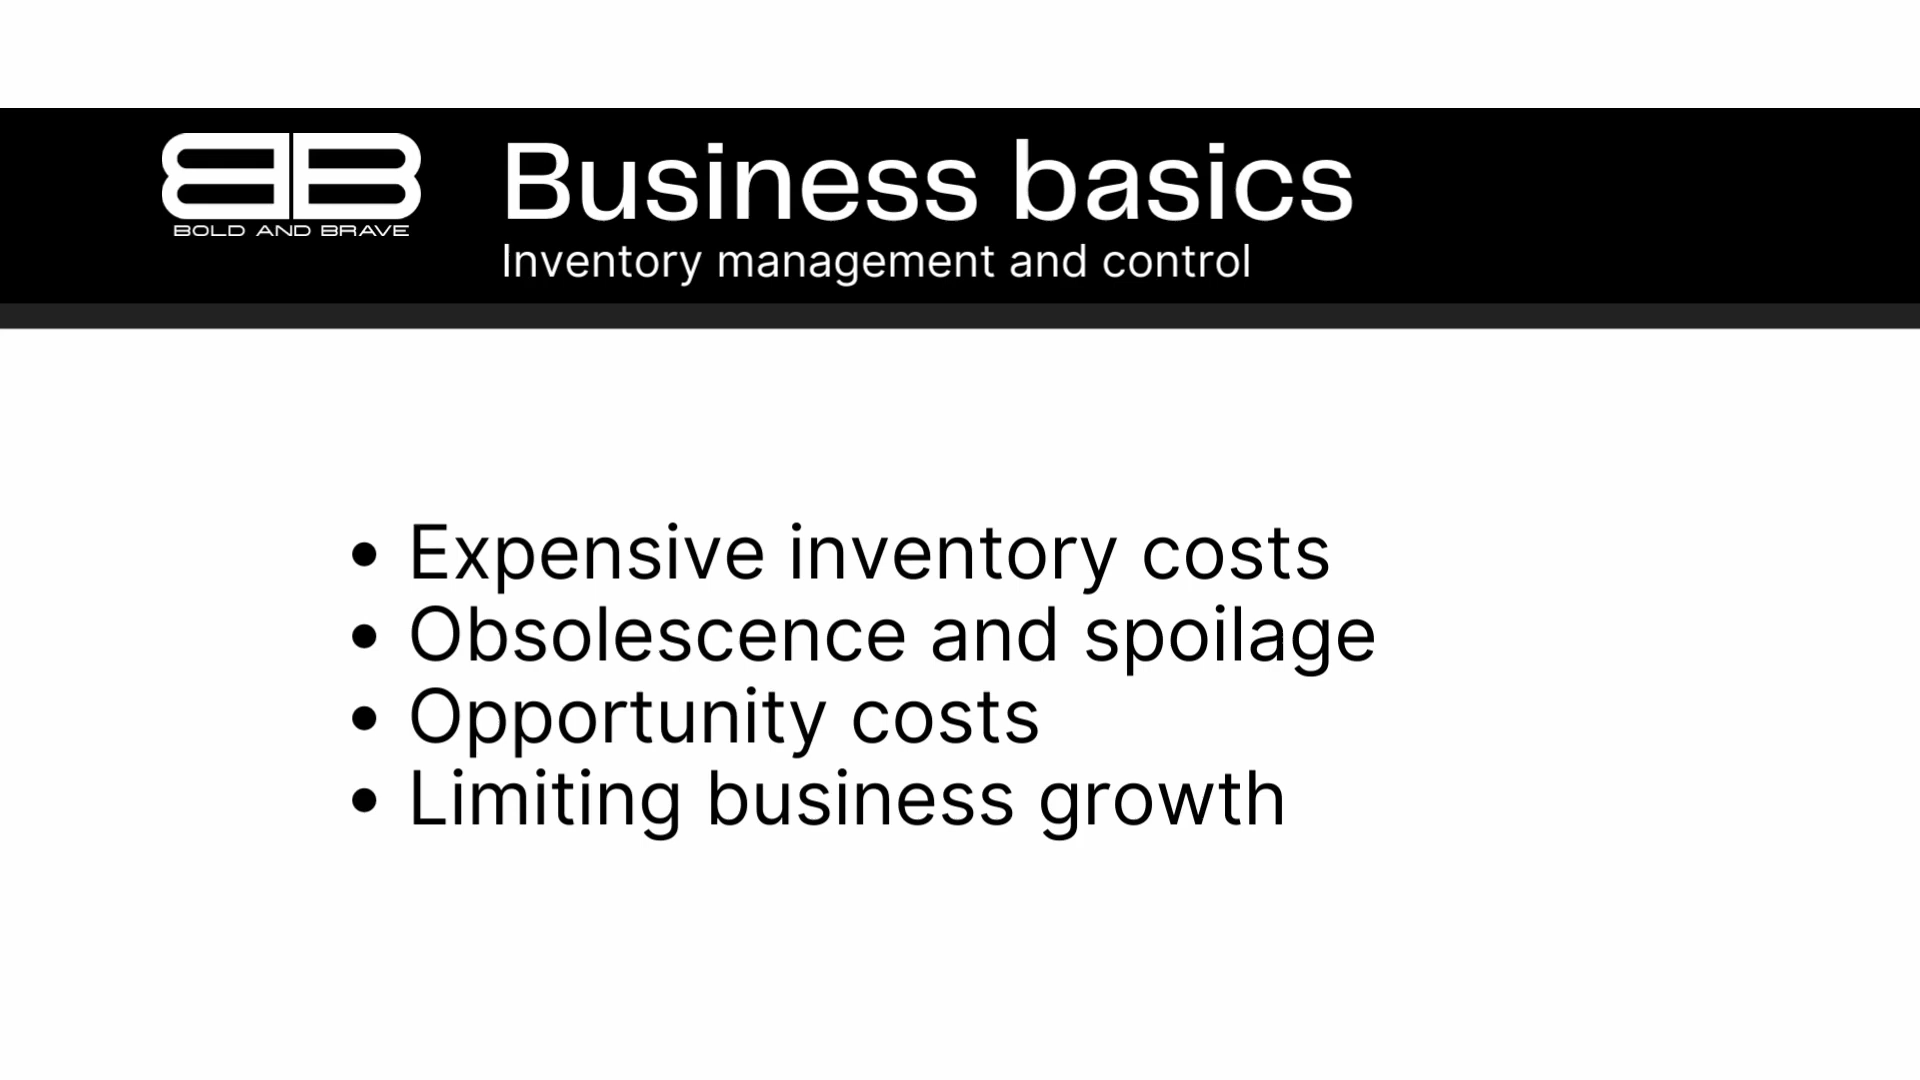 BB
BOLD AND BRAVE
Business basics
Inventory management and control
• Expensive inventory costs
• Obsolescence and spoilage
• Opportunity costs
• Limiting business growth